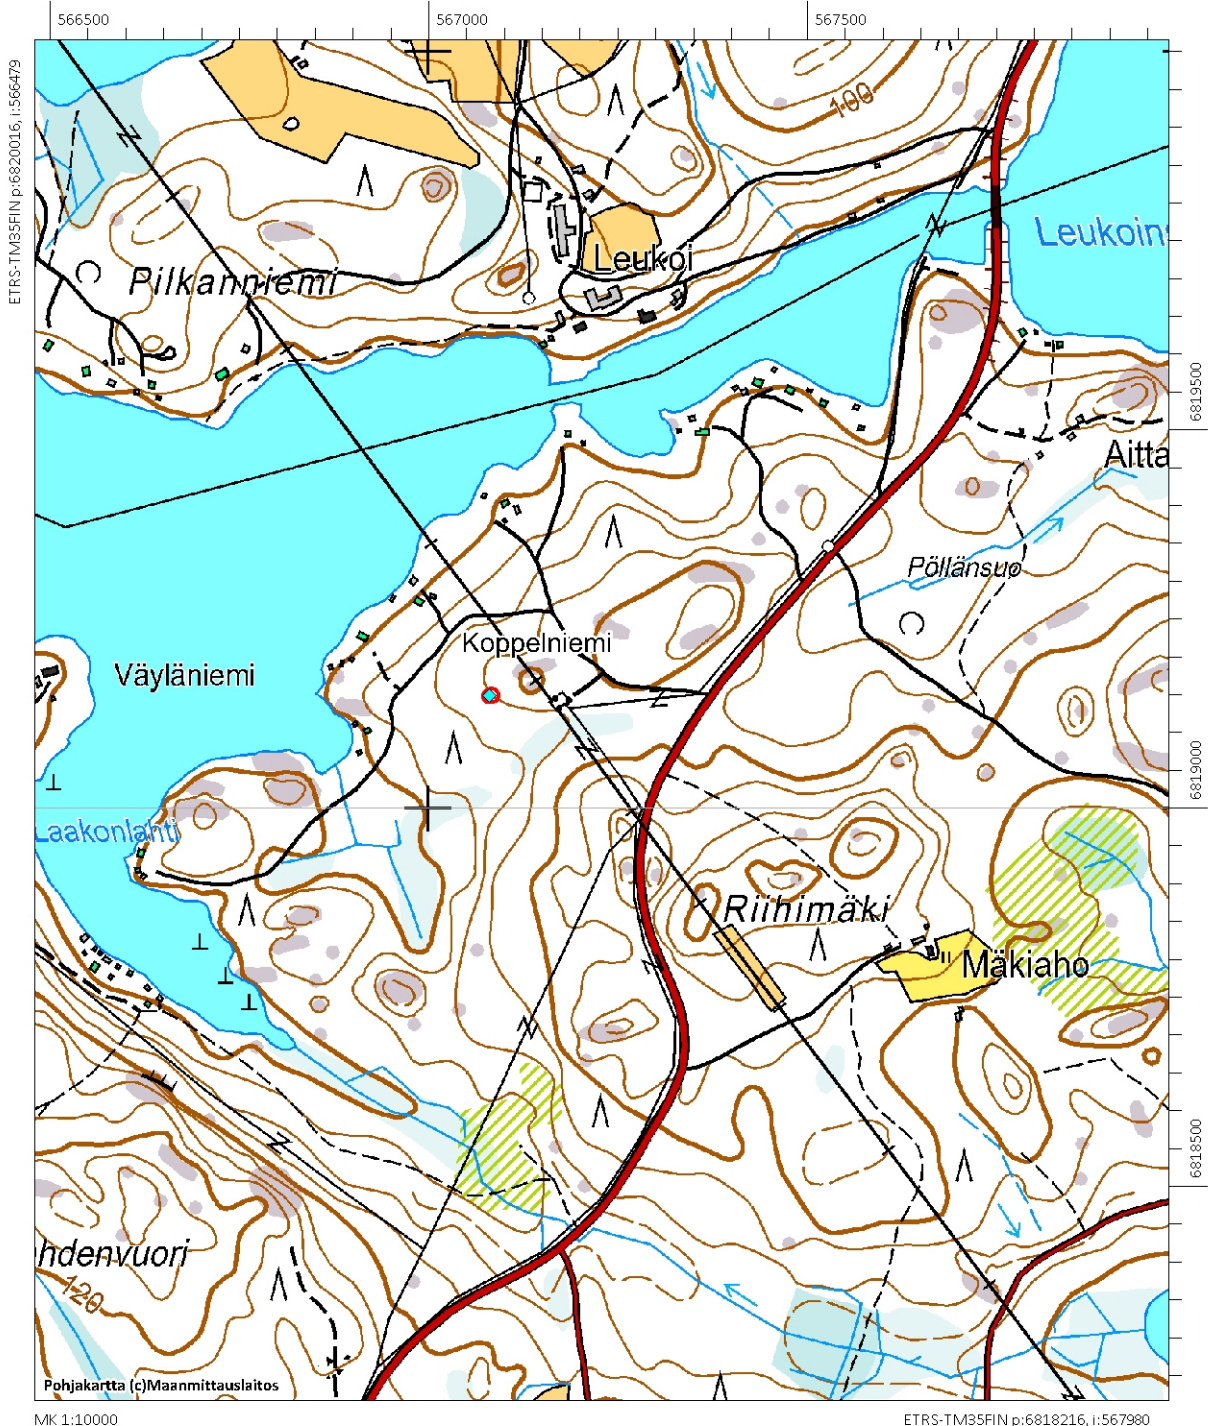 566500
567000
567500
ETRS-TM35FIN p:6820016, i:566479
100
Leukoins
Leukoi
Pilkanniemi
6819500
Aitta
Pöllänsuo
Koppelniemi
Väyläniemi
6819000
Laakonlahti
Riihimäki
Mäkiaho
6818500
hdenvuori
120
Pohjakartta (c)Maanmittauslaitos
MK 1:10000
ETRS-TM35FIN p:6818216, i:567980